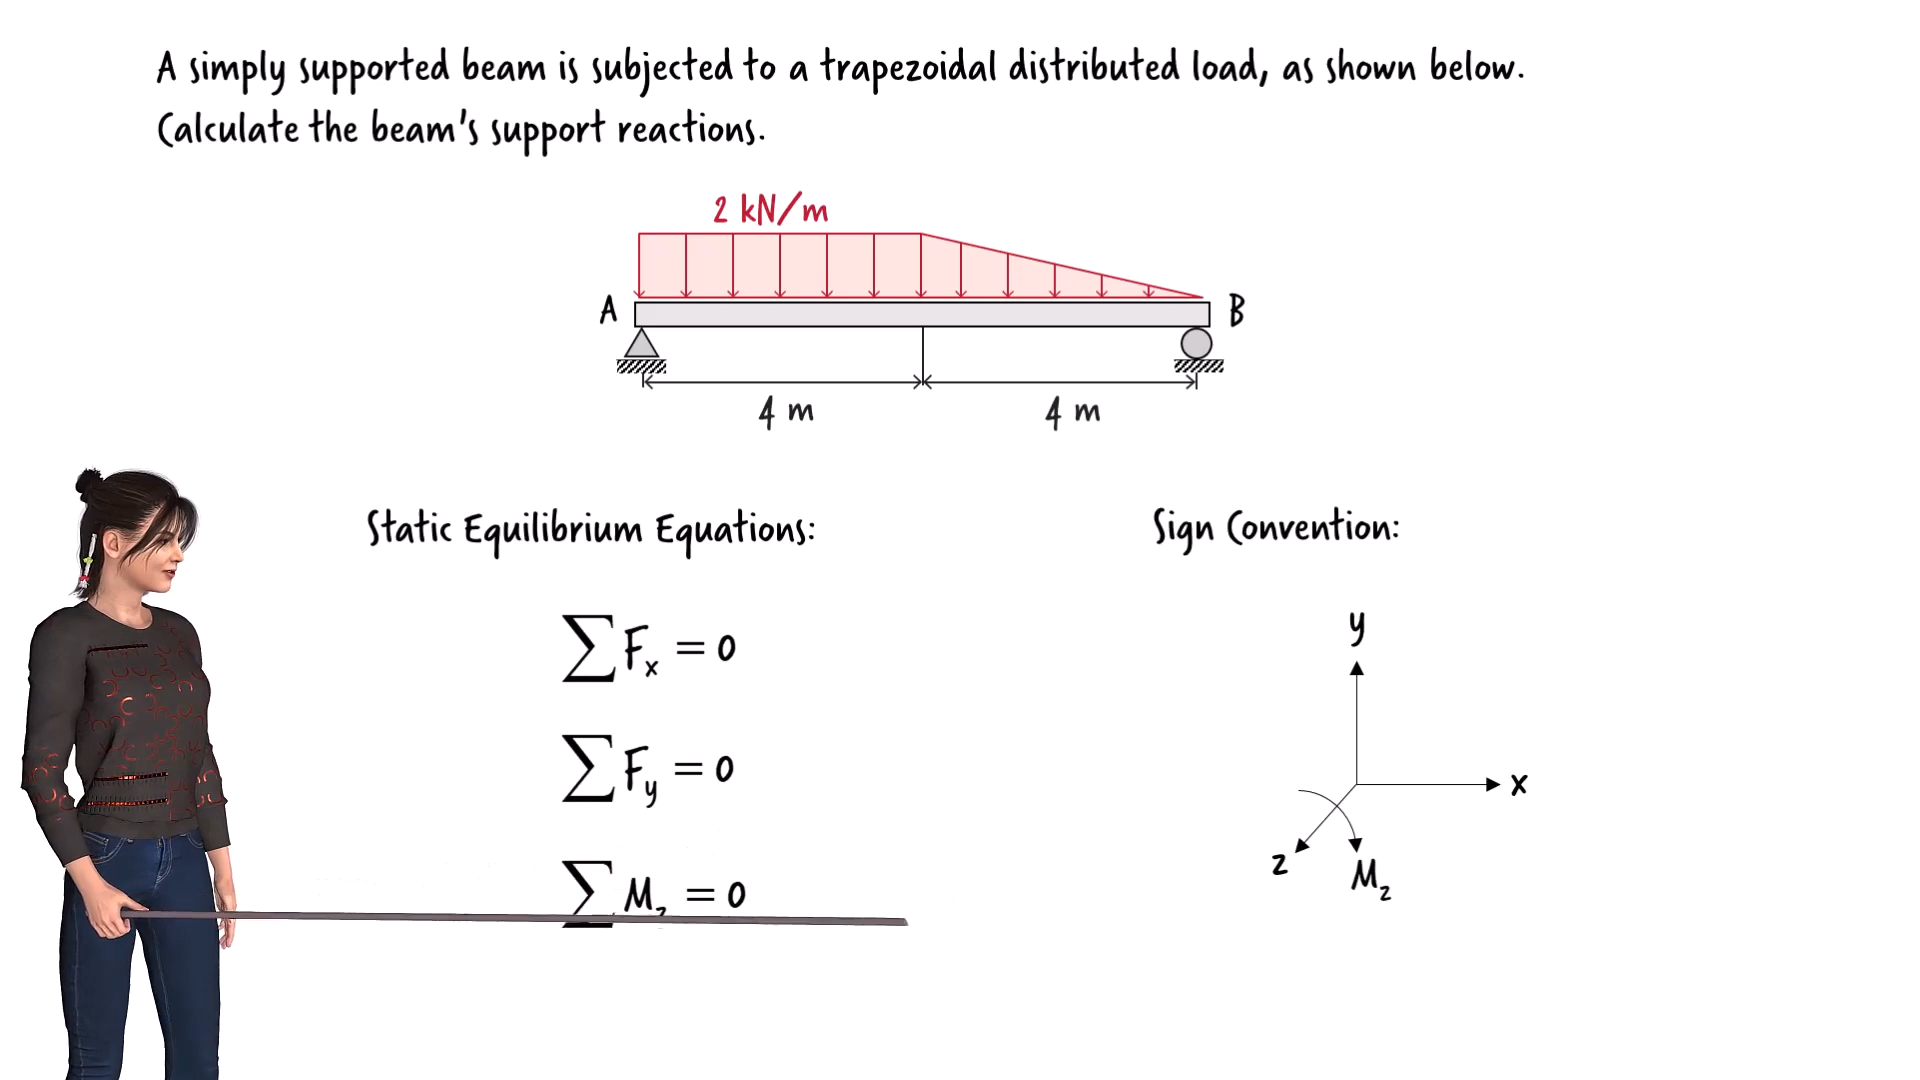 A simply supported beam is subjected to a trapezoidal distributed load, as shown below.
Calculate the beam's support reactions.
2 kN/m
A
B
4 m
4 m
Static Equilibrium Equations:
Sign Convention:
∑Fx = 0
∑Fy = 0
∑Mz = 0
y
x
z
Mz